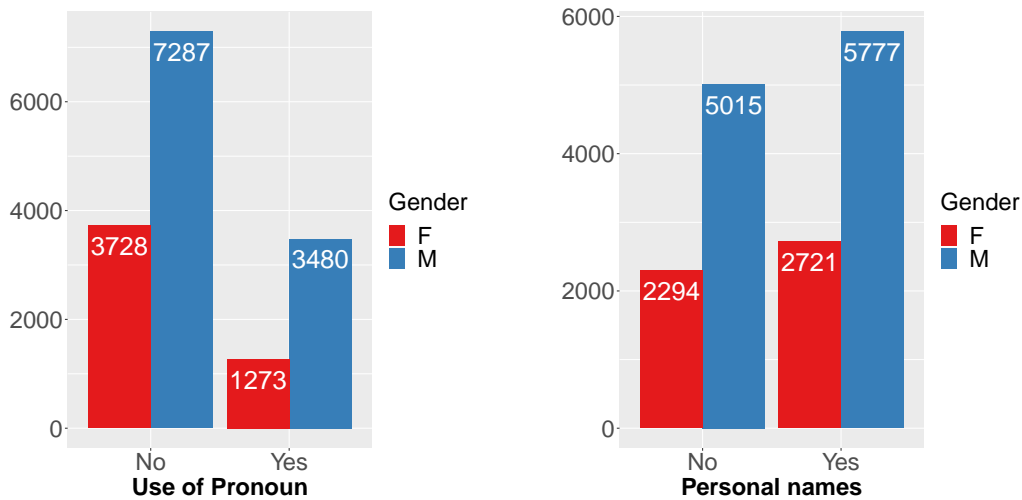 7287
6000
4000
3728
3480
2000
1273
0
No Yes
Use of Pronoun
Gender
F
M
6000
5777
5015
4000
2721
2294
2000
0
No Yes
Personal names
Gender
F
M